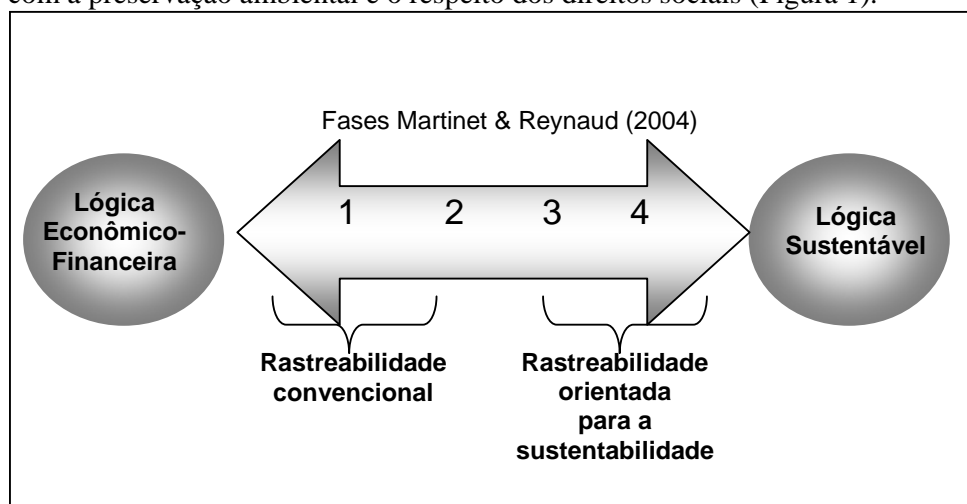 com a preservação ambiental e o respeito dos direitos sociais (Figura 1).
Fases Martinet & Reynaud (2004)
Lógica
Econômico-
Financeira
1 2 3 4
Lógica
Sustentável
Rastreabilidade
convencional
Rastreabilidade
orientada
para a
sustentabilidade